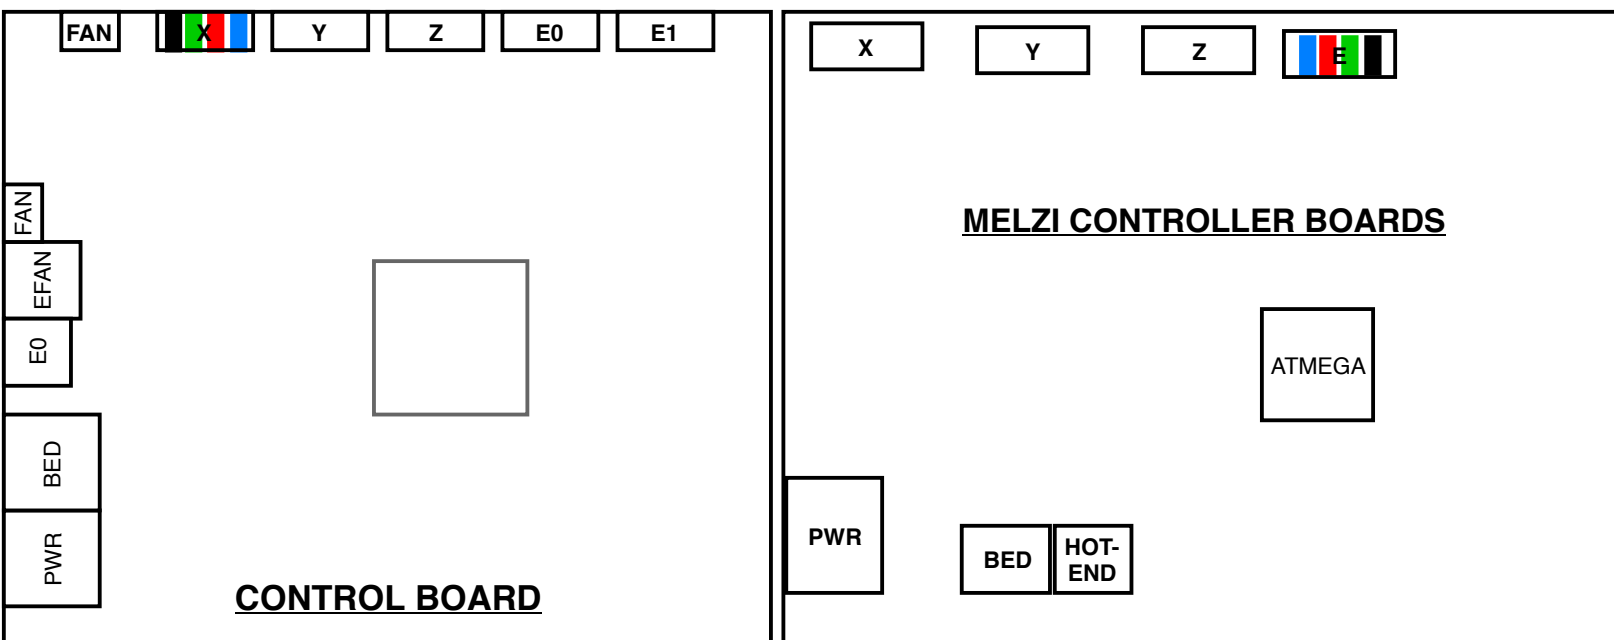 FAN
X
Y
Z
E0
E1
FAN
EFAN
E0
BED
PWR
CONTROL BOARD
X
Y
Z
E
MELZI CONTROLLER BOARDS
ATMEGA
PWR
BED
HOT-
END